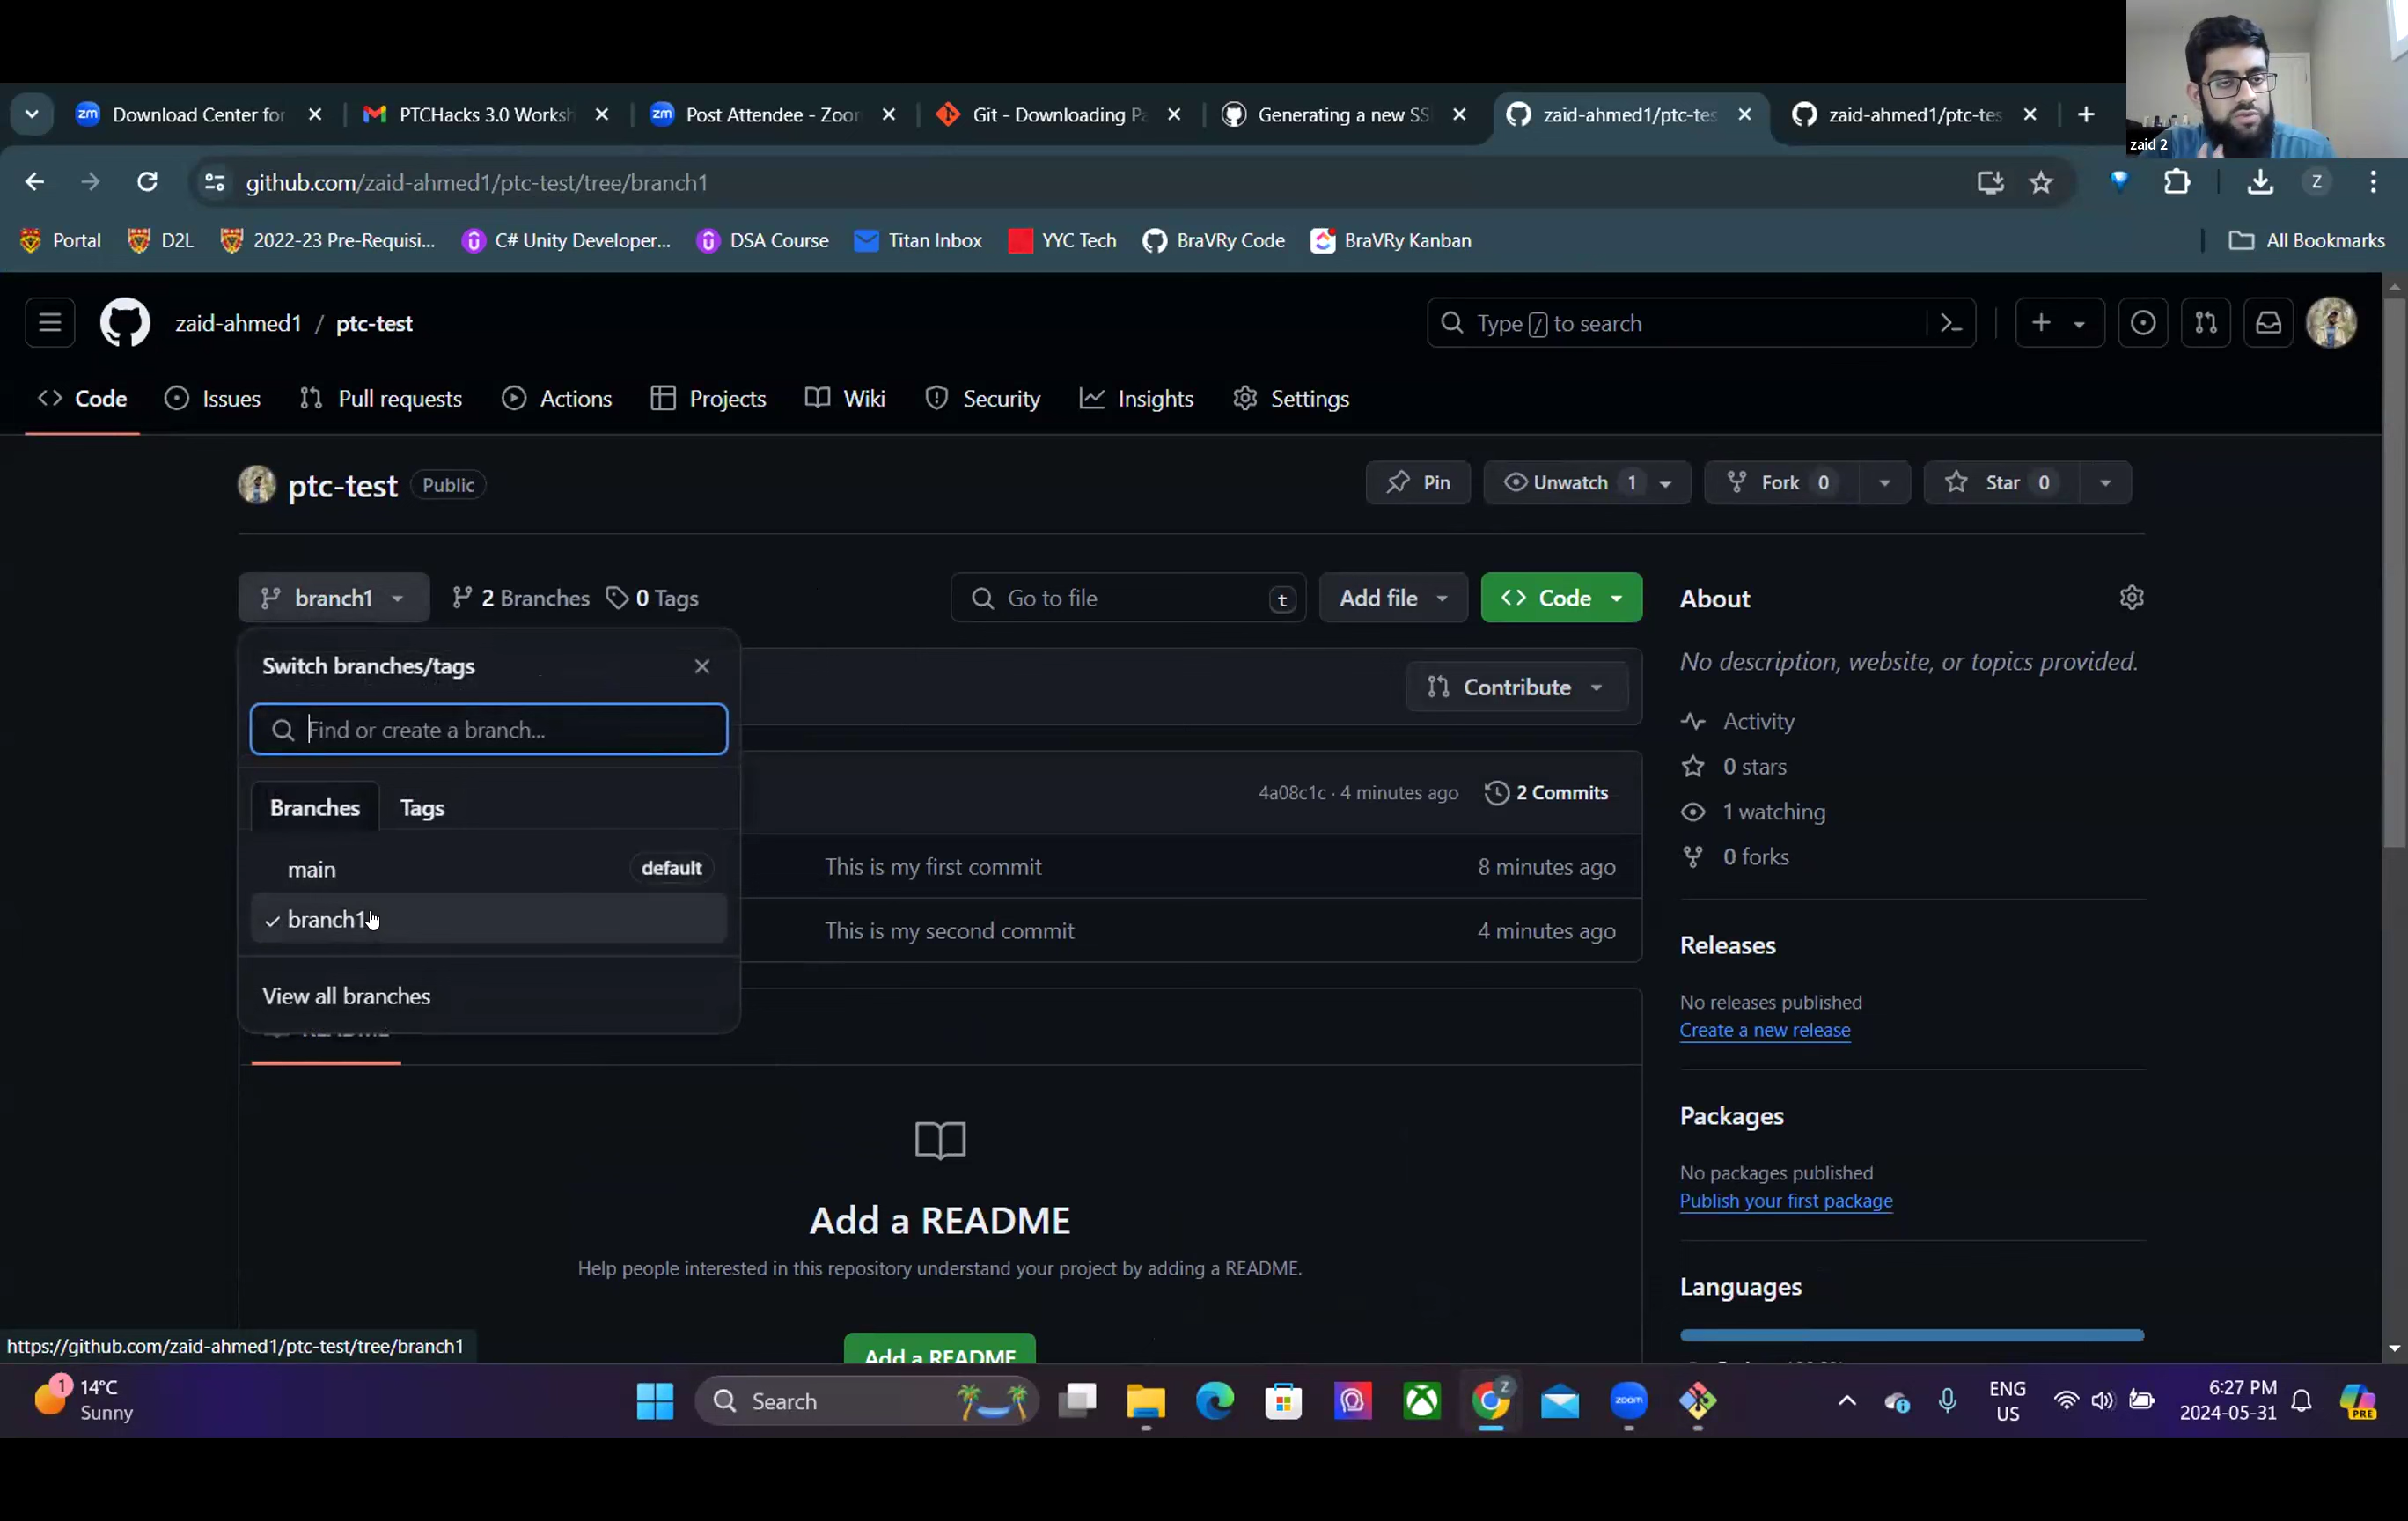 zaid 2
Download Center for
PTCHacks 3.0 Worksh
Post Attendee - Zoom
Git - Downloading Pa
Generating a new SS
zaid-ahmed1/ptc-tes
zaid-ahmed1/ptc-tes
github.com/zaid-ahmed1/ptc-test/tree/branch1
Z
Portal
D2L
2022-23 Pre-Requisi...
C# Unity Developer...
DSA Course
Titan Inbox
YYC Tech
BraVRy Code
BraVRy Kanban
All Bookmarks
zaid-ahmed1 / ptc-test
Type / to search
Code
Issues
Pull requests
Actions
Projects
Wiki
Security
Insights
Settings
ptc-test Public
Pin
Unwatch 1
Fork 0
Star 0
branch1
2 Branches
0 Tags
Go to file t
Add file
Code
About
Switch branches/tags
Contribute
No description, website, or topics provided.
Find or create a branch...
Activity
0 stars
1 watching
0 forks
Branches Tags
4a08c1c · 4 minutes ago
2 Commits
main default
This is my first commit 8 minutes ago
branch1
This is my second commit 4 minutes ago
View all branches
README
Releases
No releases published
Create a new release
Packages
No packages published
Publish your first package
Add a README
Help people interested in this repository understand your project by adding a README.
Add a README
Languages
https://github.com/zaid-ahmed1/ptc-test/tree/branch1
1
14°C
Sunny
Search
Z
zoom
ENG
US
6:27 PM
2024-05-31
PRE